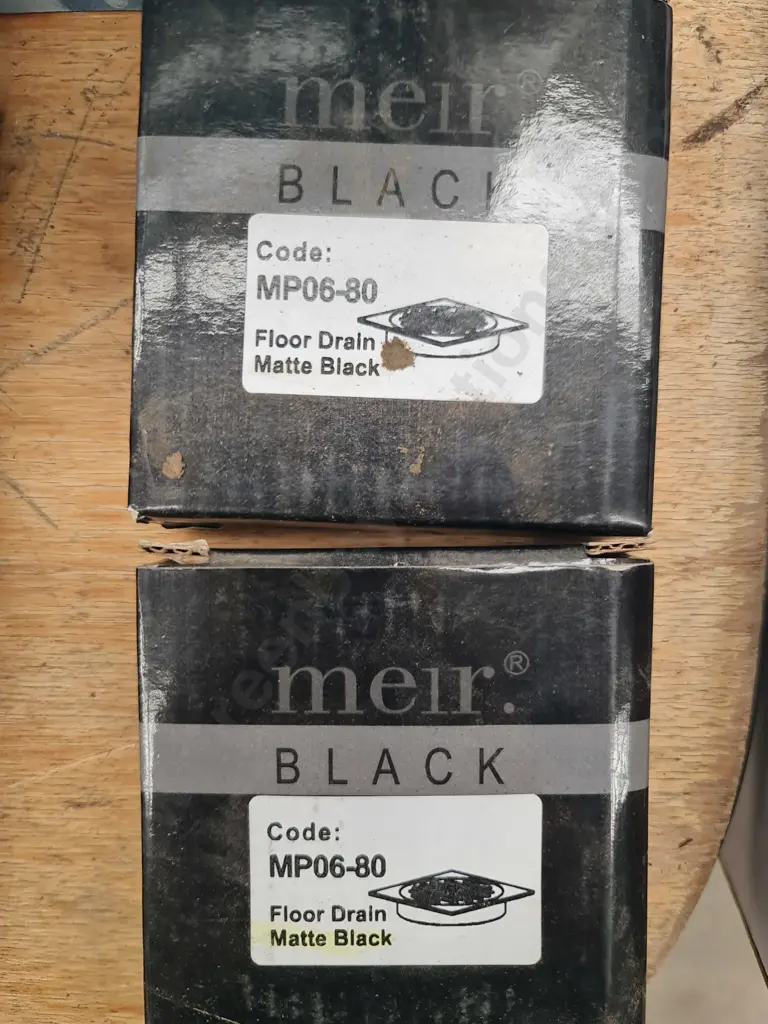 meir®
BLACK
Code:
MP06-80
Floor Drain
Matte Black
meir.®
BLACK
Code:
MP06-80
Floor Drain
Matte Black